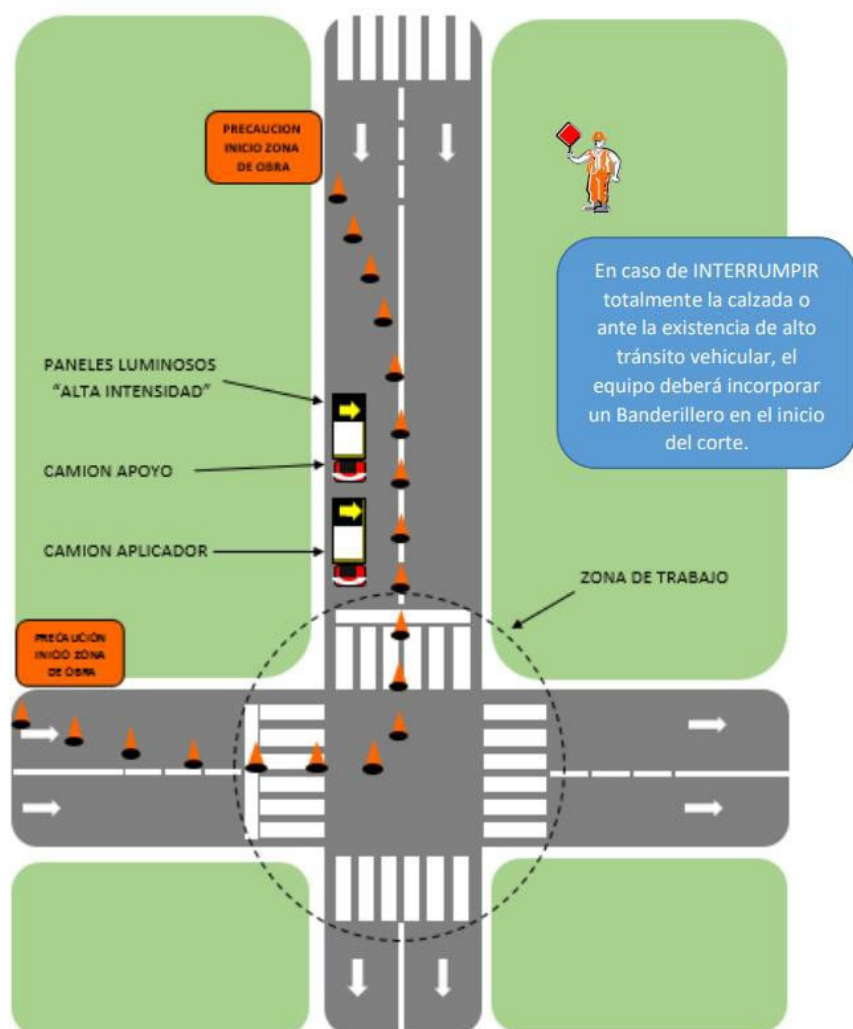 PRECAUCION
INICIO ZONA
DE OBRA
En caso de INTERRUMPIR
totalmente la calzada o
ante la existencia de alto
tránsito vehicular, el
equipo deberá incorporar
un Banderillero en el inicio
del corte.
PANELES LUMINOSOS
"ALTA INTENSIDAD"
CAMION APOYO
CAMION APLICADOR
ZONA DE TRABAJO
PRECAUCIÓN
INICIO ZONA
DE OBRA